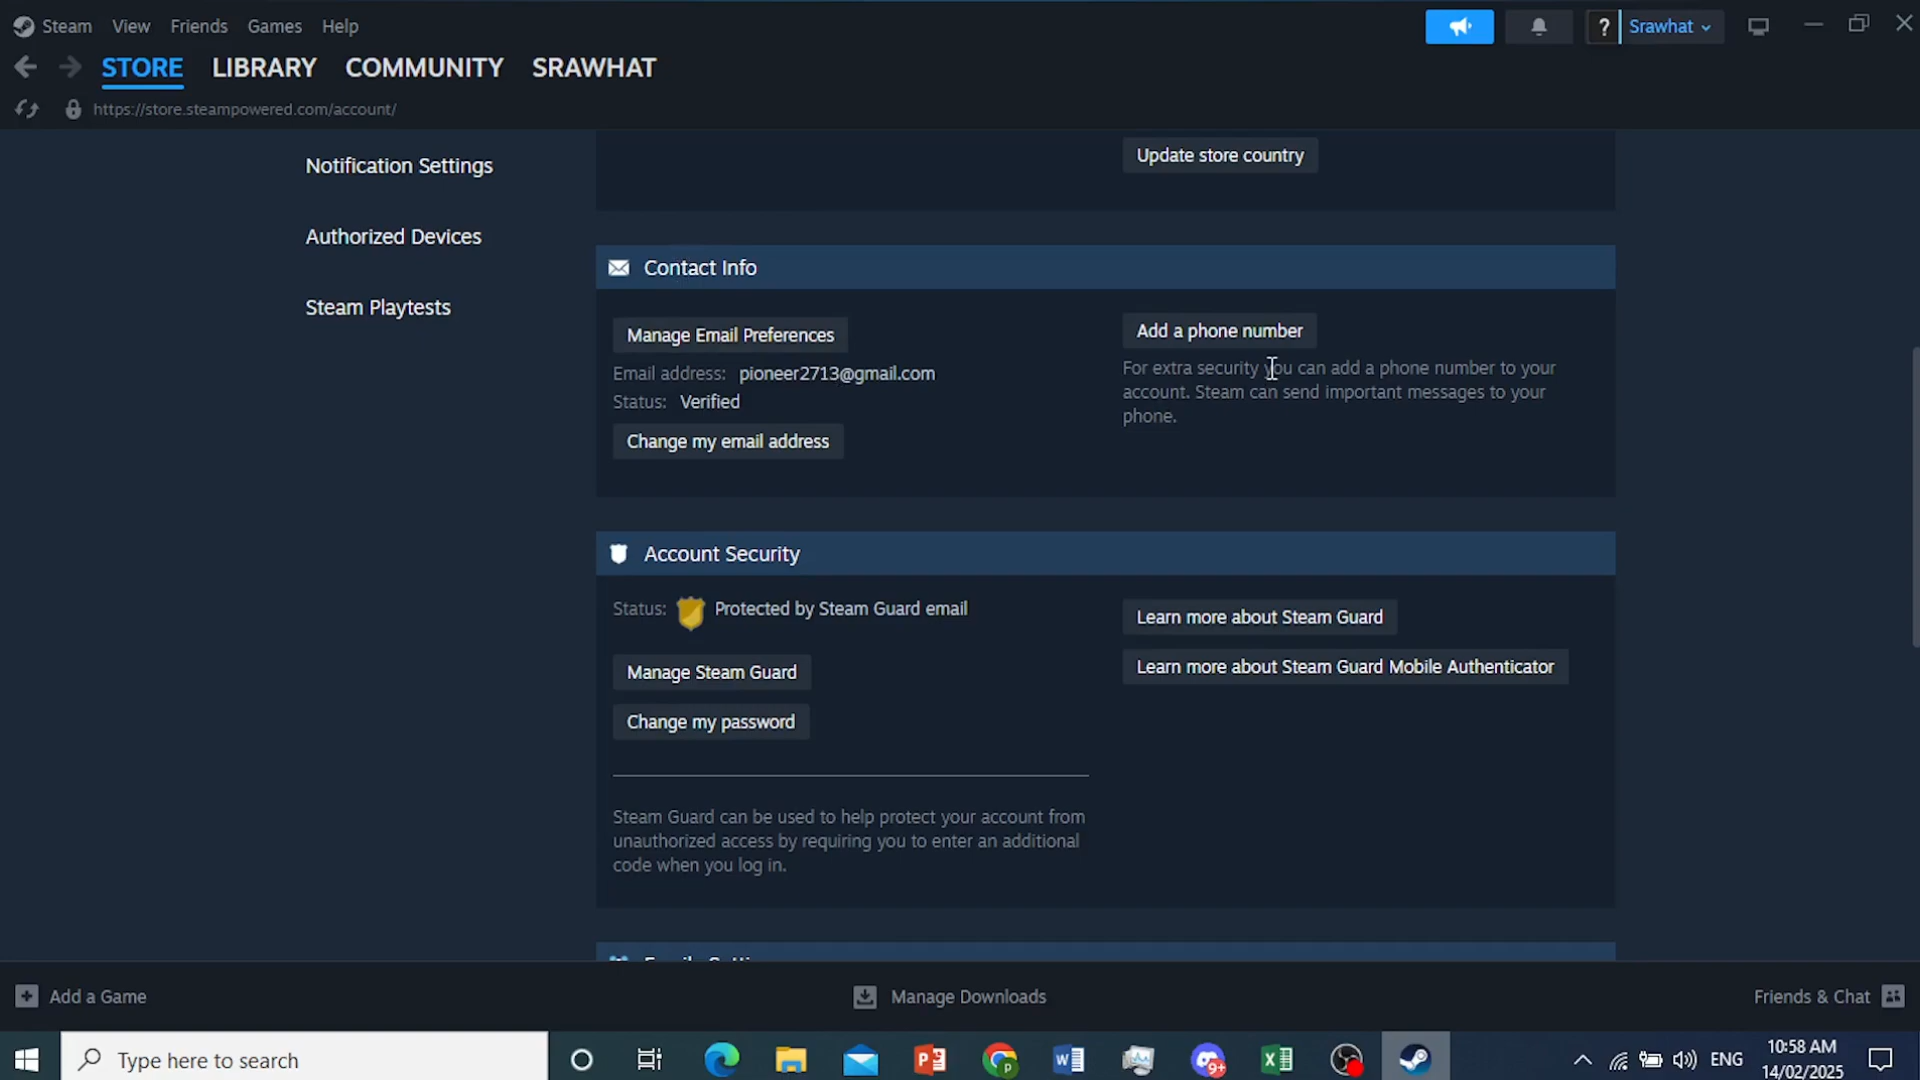 Steam View Friends Games Help
? Srawhat
STORE LIBRARY COMMUNITY SRAWHAT
https://store.steampowered.com/account/
Notification Settings
Authorized Devices
Steam Playtests
Update store country
Contact Info
Manage Email Preferences
Email address: pioneer2713@gmail.com
Status: Verified
Change my email address
Add a phone number
For extra security you can add a phone number to your
account. Steam can send important messages to your
phone.
Account Security
Status: Protected by Steam Guard email
Manage Steam Guard
Change my password
Learn more about Steam Guard
Learn more about Steam Guard Mobile Authenticator
Steam Guard can be used to help protect your account from
unauthorized access by requiring you to enter an additional
code when you log in.
Add a Game
Manage Downloads
Friends & Chat
Type here to search
9+
ENG
10:58 AM
14/02/2025